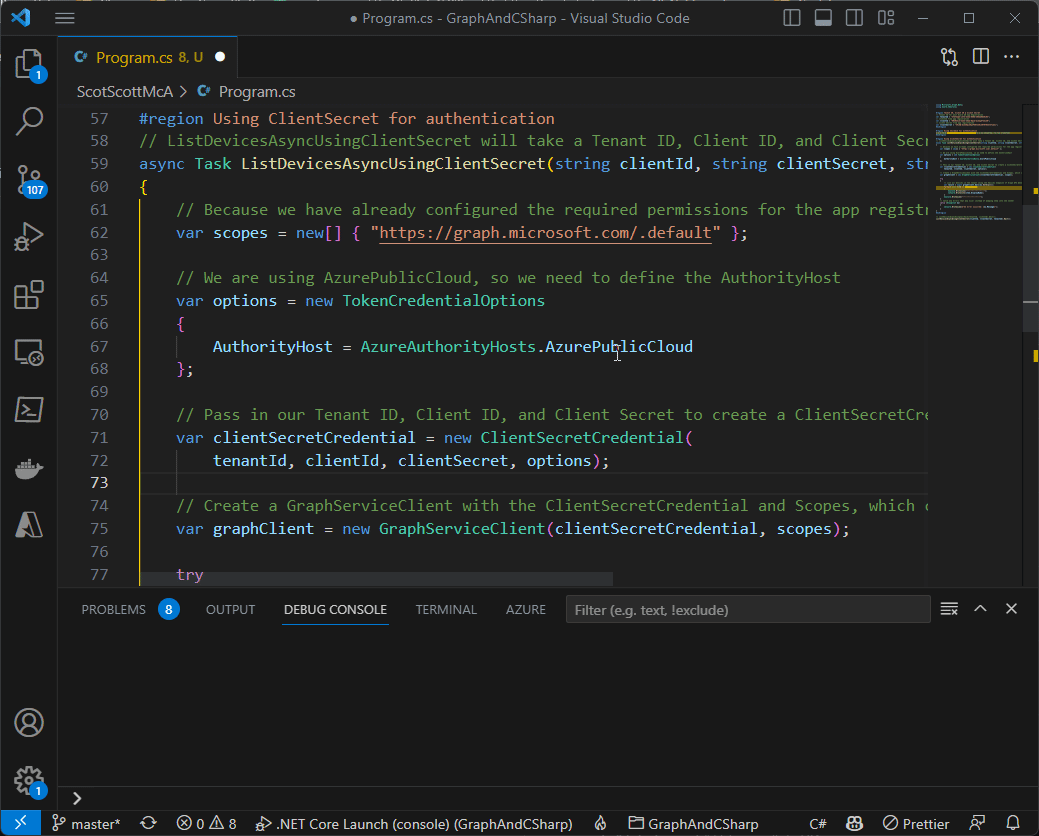 ● Program.cs - GraphAndCSharp - Visual Studio Code
C# Program.cs 8, U ●
1
ScotScottMcA > C# Program.cs
107
57 #region Using ClientSecret for authentication
58 // ListDevicesAsyncUsingClientSecret will take a Tenant ID, Client ID, and Client Secr
59 async Task ListDevicesAsyncUsingClientSecret(string clientId, string clientSecret, str
60 {
61 // Because we have already configured the required permissions for the app registr
62 var scopes = new[] { "https://graph.microsoft.com/.default" };
63
64 // We are using AzurePublicCloud, so we need to define the AuthorityHost
65 var options = new TokenCredentialOptions
66 {
67 AuthorityHost = AzureAuthorityHosts.AzurePublicCloud
68 };
69
70 // Pass in our Tenant ID, Client ID, and Client Secret to create a ClientSecretCre
71 var clientSecretCredential = new ClientSecretCredential(
72 tenantId, clientId, clientSecret, options);
73
74 // Create a GraphServiceClient with the ClientSecretCredential and Scopes, which
75 var graphClient = new GraphServiceClient(clientSecretCredential, scopes);
76
77 try
PROBLEMS 8 OUTPUT DEBUG CONSOLE TERMINAL AZURE Filter (e.g. text, !exclude)
1
>
master* 0 8 .NET Core Launch (console) (GraphAndCSharp) GraphAndCSharp C# Prettier